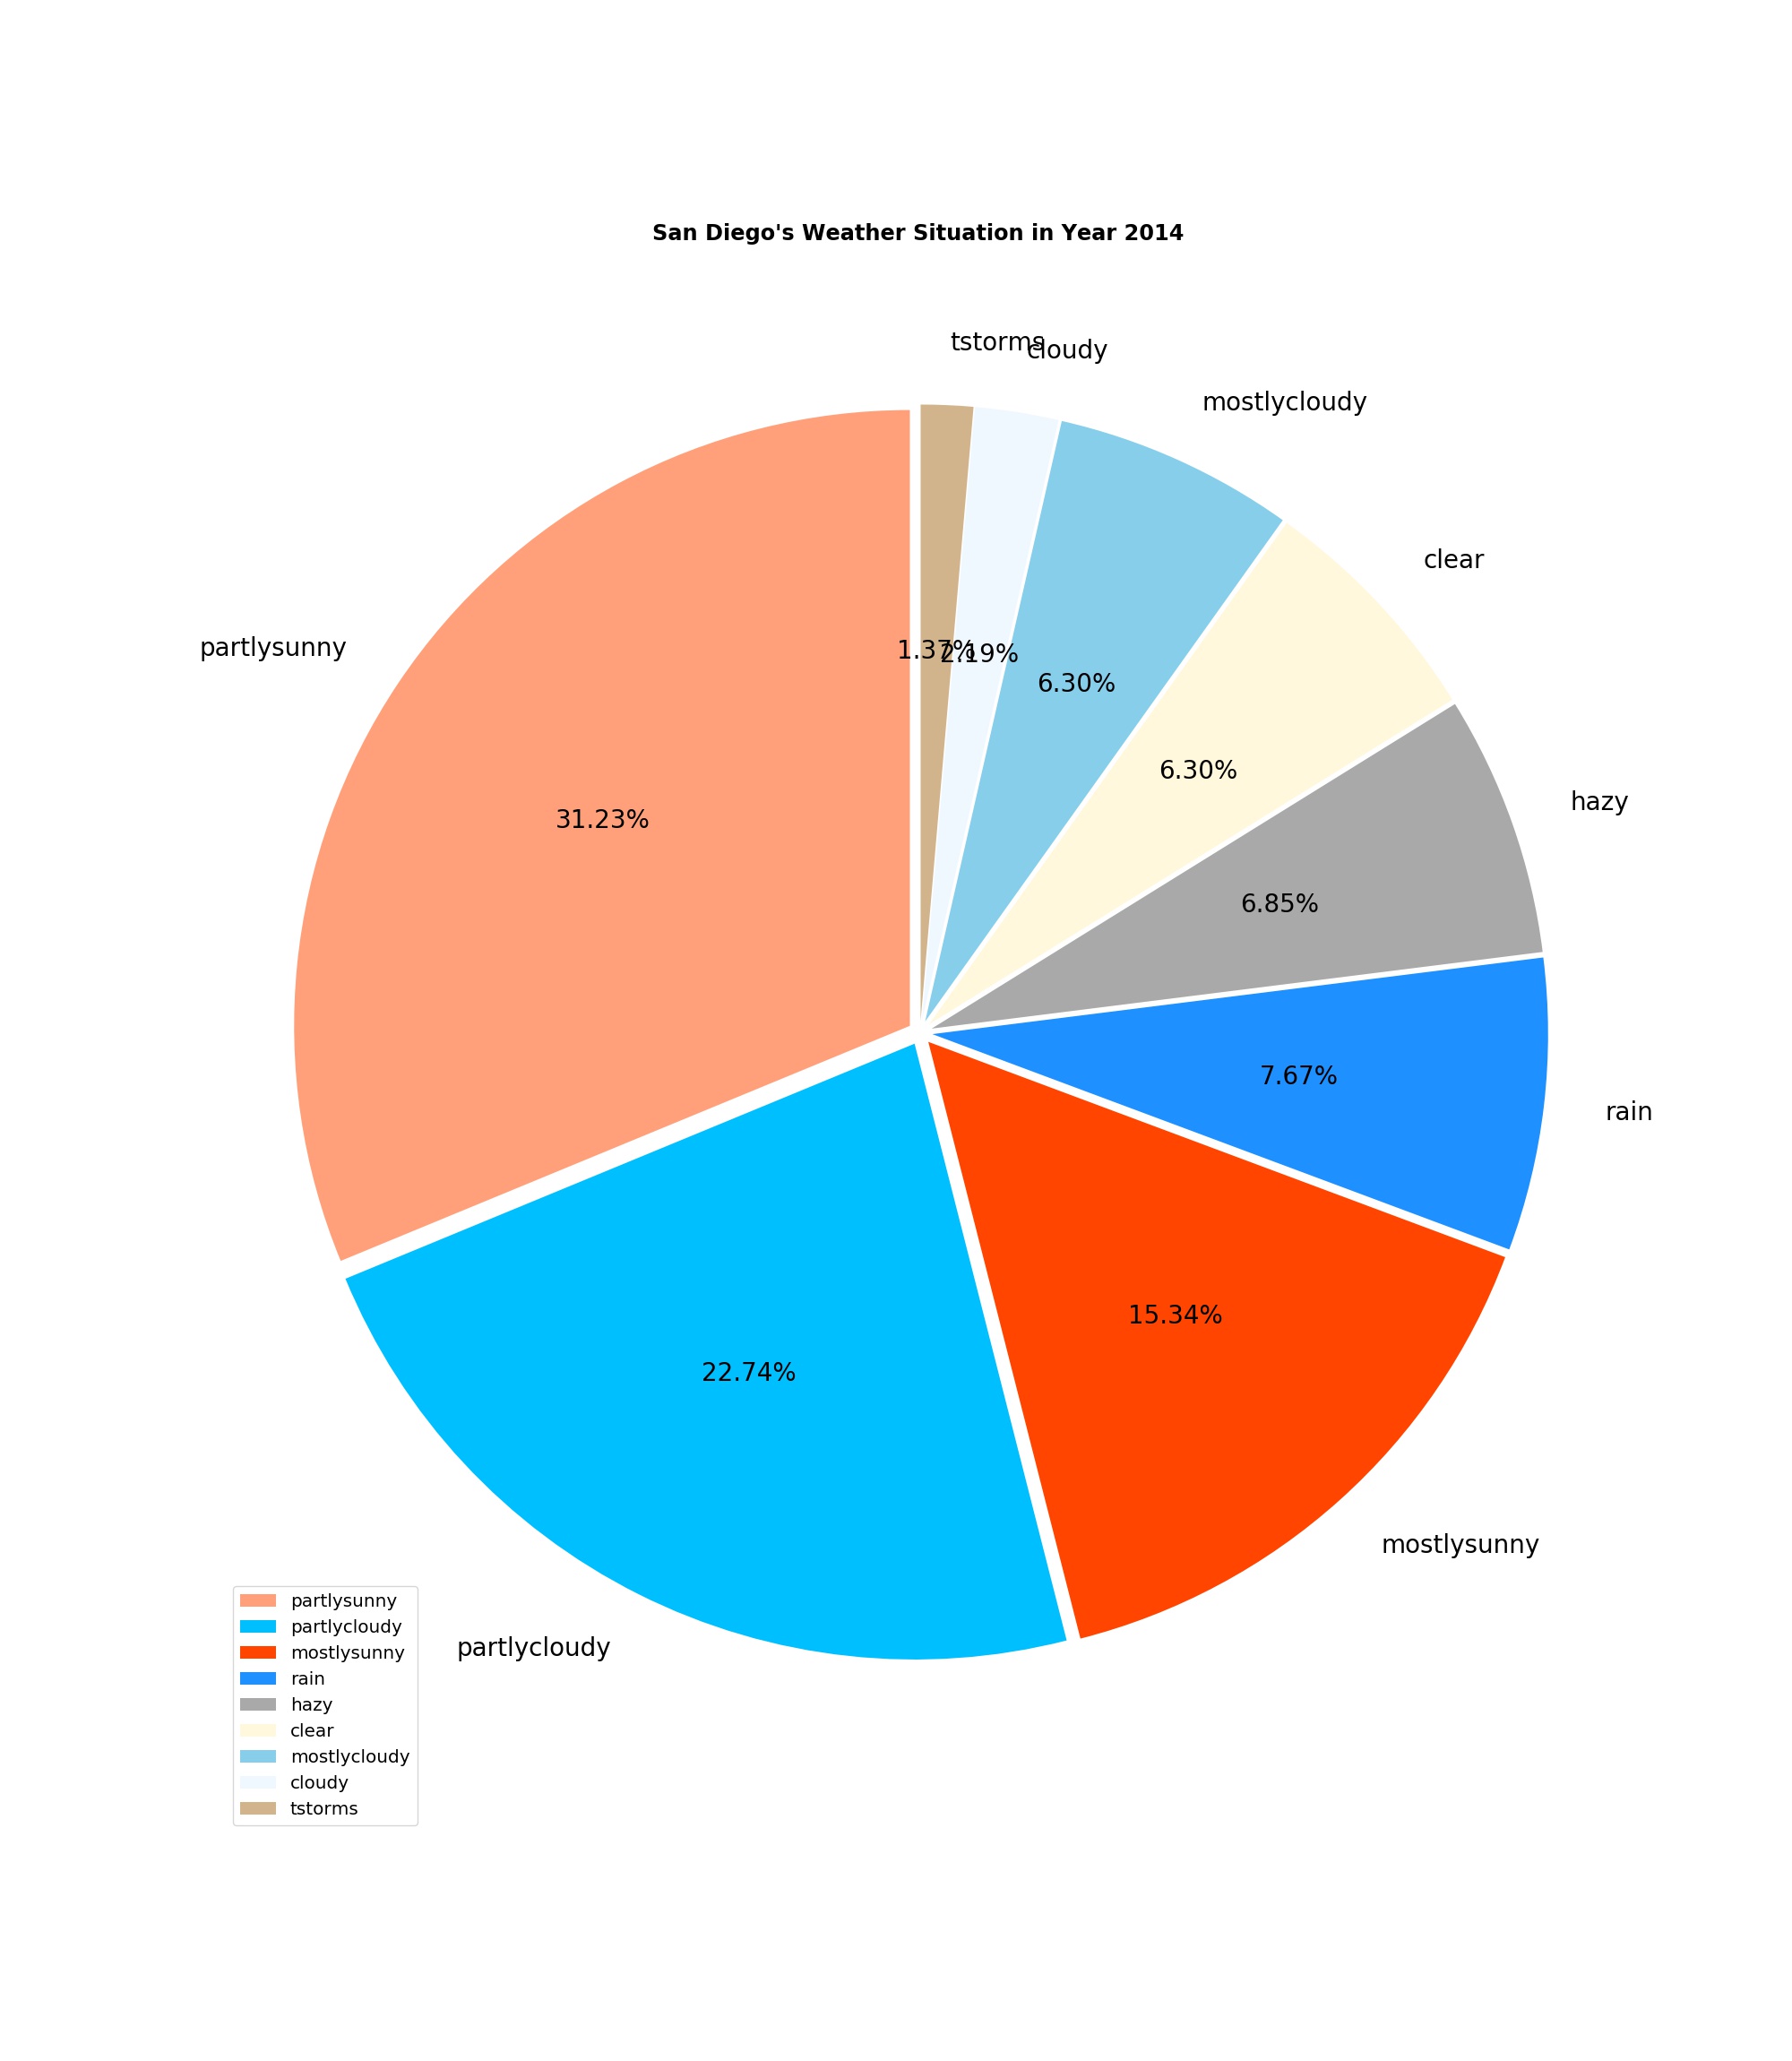 San Diego's Weather Situation in Year 2014
tstorms
cloudy
mostlycloudy
clear
partlysunny
1.37%
2.19%
6.30%
6.30%
hazy
31.23%
6.85%
7.67%
rain
15.34%
22.74%
mostlysunny
partlycloudy
partlysunny
partlycloudy
mostlysunny
rain
hazy
clear
mostlycloudy
cloudy
tstorms